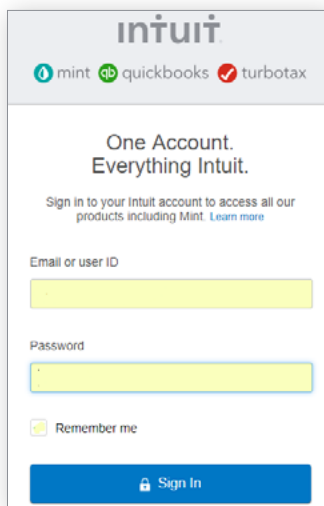 intuit
mint qb quickbooks turbotax
One Account.
Everything Intuit.
Sign in to your Intuit account to access all our
products including Mint. Learn more
Email or user ID
Password
Remember me
Sign In